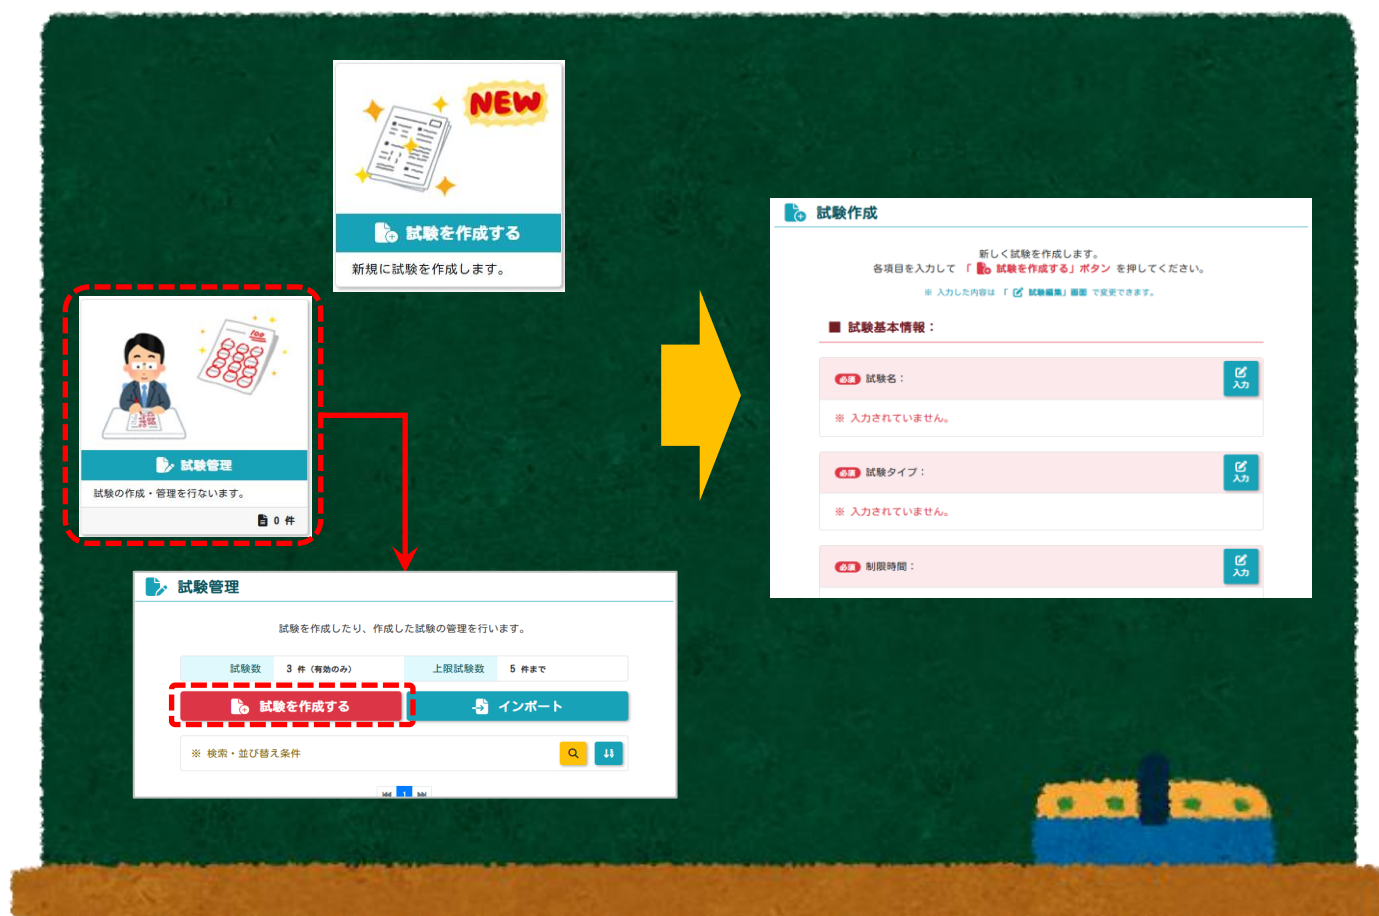 NEW
試験を作成する
新規に試験を作成します。
100
試験管理
試験の作成・管理を行ないます。
0 件
試験管理
試験を作成したり、作成した試験の管理を行います。
試験数 3 件 (有効のみ) 上限試験数 5 件まで
試験を作成する インポート
※ 検索・並び替え条件
1
試験作成
新しく試験を作成します。
各項目を入力して 「 試験を作成する」ボタン を押してください。
※ 入力した内容は 「 試験編集」画面 で変更できます。
■ 試験基本情報：
必須 試験名： 入力
※ 入力されていません。
必須 試験タイプ： 入力
※ 入力されていません。
必須 制限時間： 入力